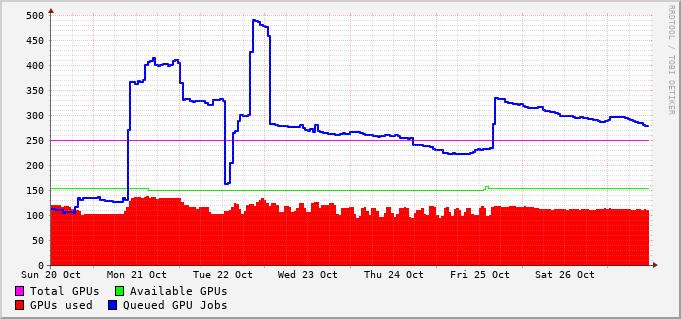 500
450
400
350
300
250
200
150
100
50
0
Sun 20 Oct Mon 21 Oct Tue 22 Oct Wed 23 Oct Thu 24 Oct Fri 25 Oct Sat 26 Oct
Total GPUs Available GPUs
GPUs used Queued GPU Jobs
RRDTOOL / TOBI OETIKER